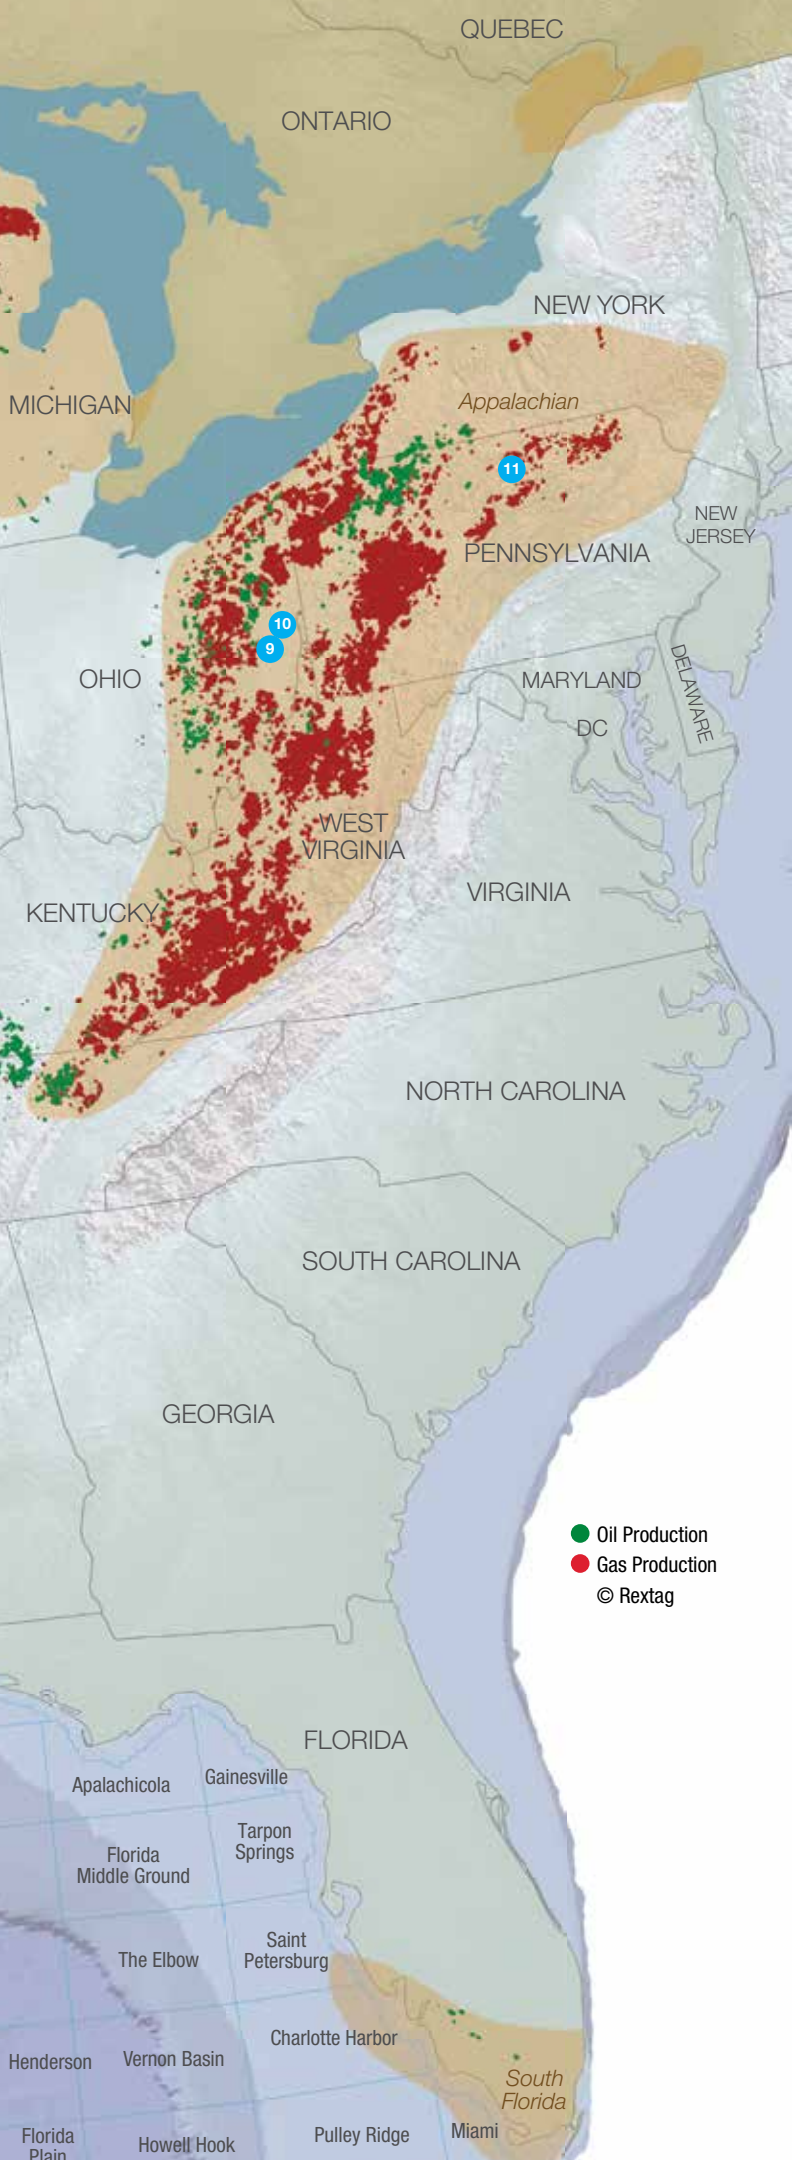 QUEBEC
ONTARIO
NEW YORK
MICHIGAN
Appalachian
11
NEW
JERSEY
PENNSYLVANIA
10
9
OHIO
MARYLAND
DELAWARE
DC
WEST
VIRGINIA
VIRGINIA
KENTUCKY
NORTH CAROLINA
SOUTH CAROLINA
GEORGIA
Oil Production
Gas Production
© Rextag
FLORIDA
Apalachicola
Gainesville
Tarpon
Springs
Florida
Middle Ground
Saint
Petersburg
The Elbow
Charlotte Harbor
Henderson
Vernon Basin
South
Florida
Miami
Pulley Ridge
Florida
Plain
Howell Hook